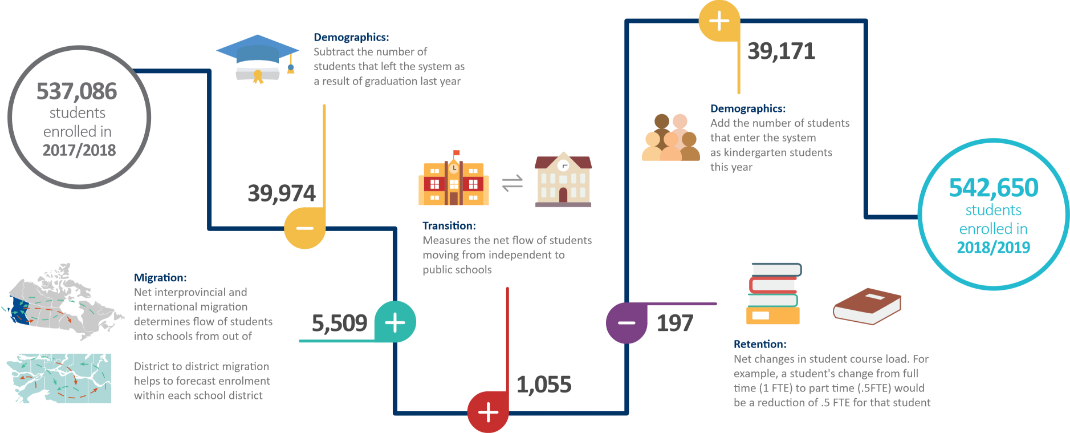 537,086
students
enrolled in
2017/2018
Demographics:
Subtract the number of
students that left the system as
a result of graduation last year
39,974
Migration:
Net interprovincial and
international migration
determines flow of students
into schools from out of
District to district migration
helps to forecast enrolment
within each school district
5,509
Transition:
Measures the net flow of students
moving from independent to
public schools
1,055
197
Retention:
Net changes in student course load. For
example, a student's change from full
time (1 FTE) to part time (.5FTE) would
be a reduction of .5 FTE for that student
39,171
Demographics:
Add the number of students
that enter the system
as kindergarten students
this year
542,650
students
enrolled in
2018/2019